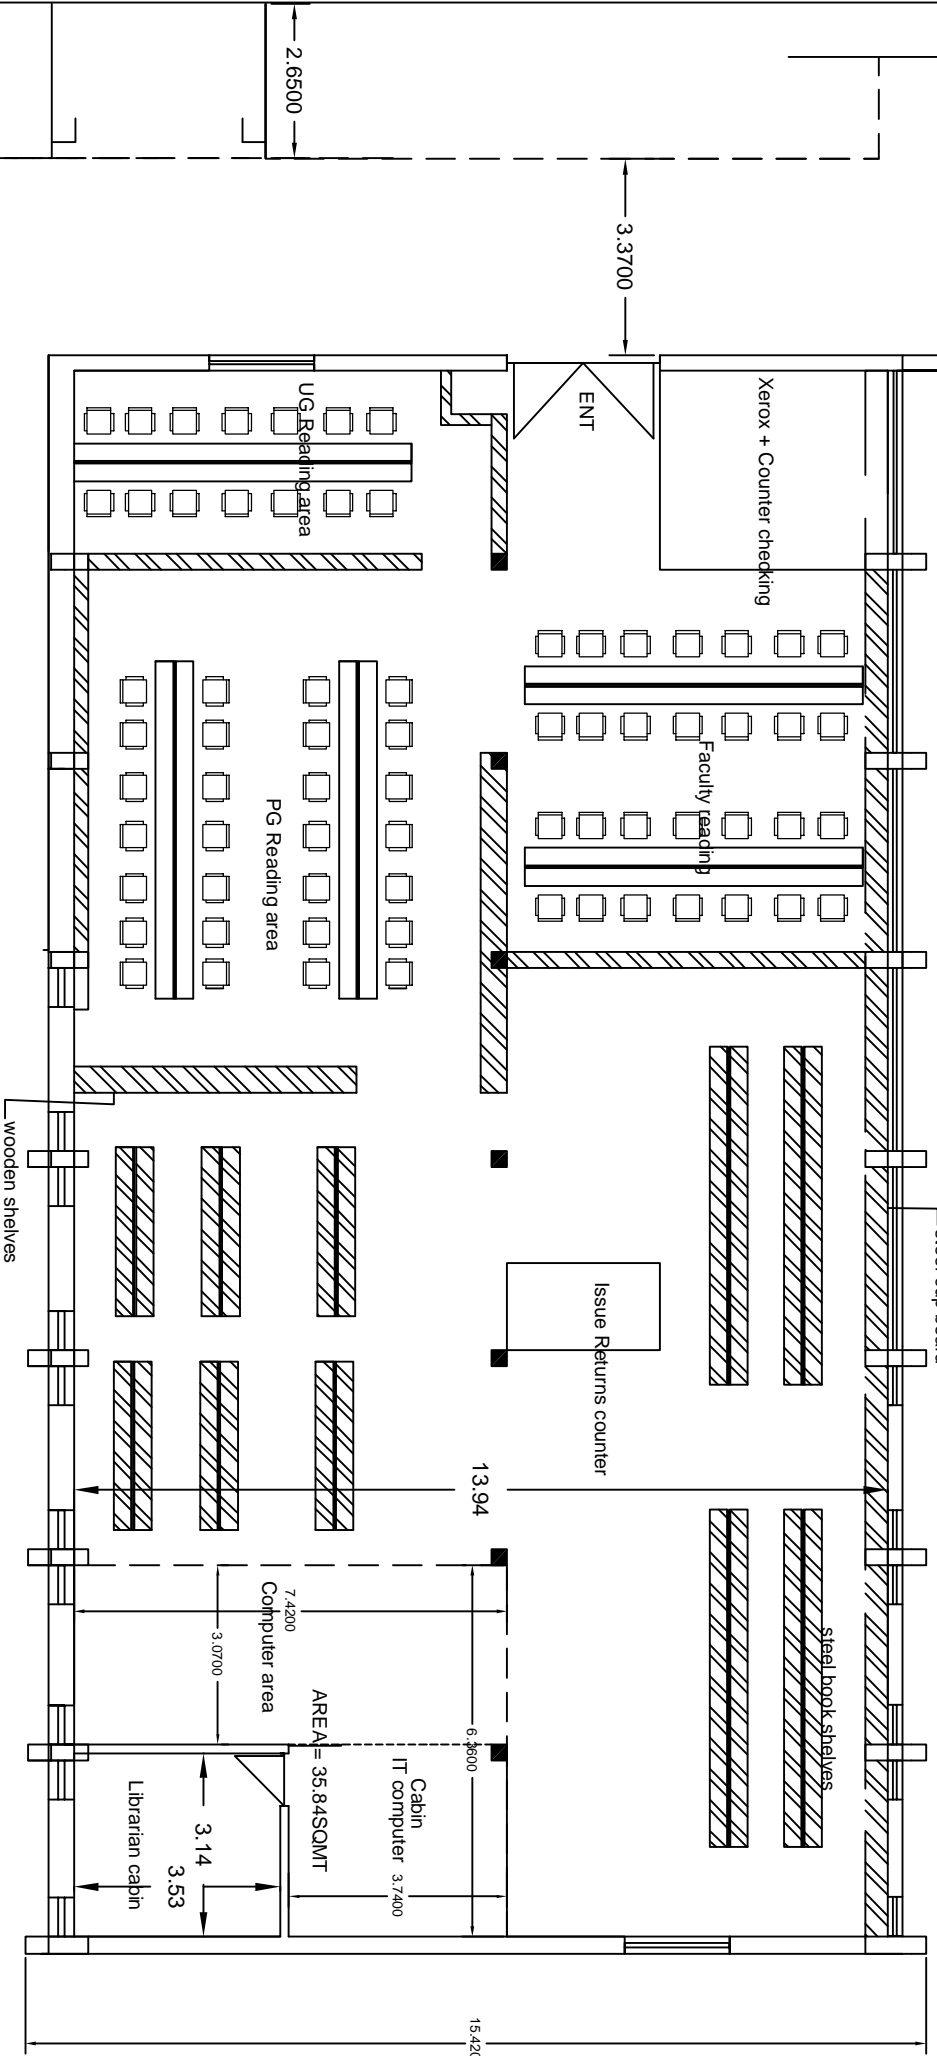 2.6500
3.3700
ENT
Xerox + Counter checking
UG Reading area
Faculty reading
PG Reading area
wooden shelves
Issue Returns counter
13.94
steel book shelves
7.4200
Computer area
3.0700
AREA = 35.84SQMT
6.3600
Cabin
IT computer
3.7400
Librarian cabin
3.14
3.53